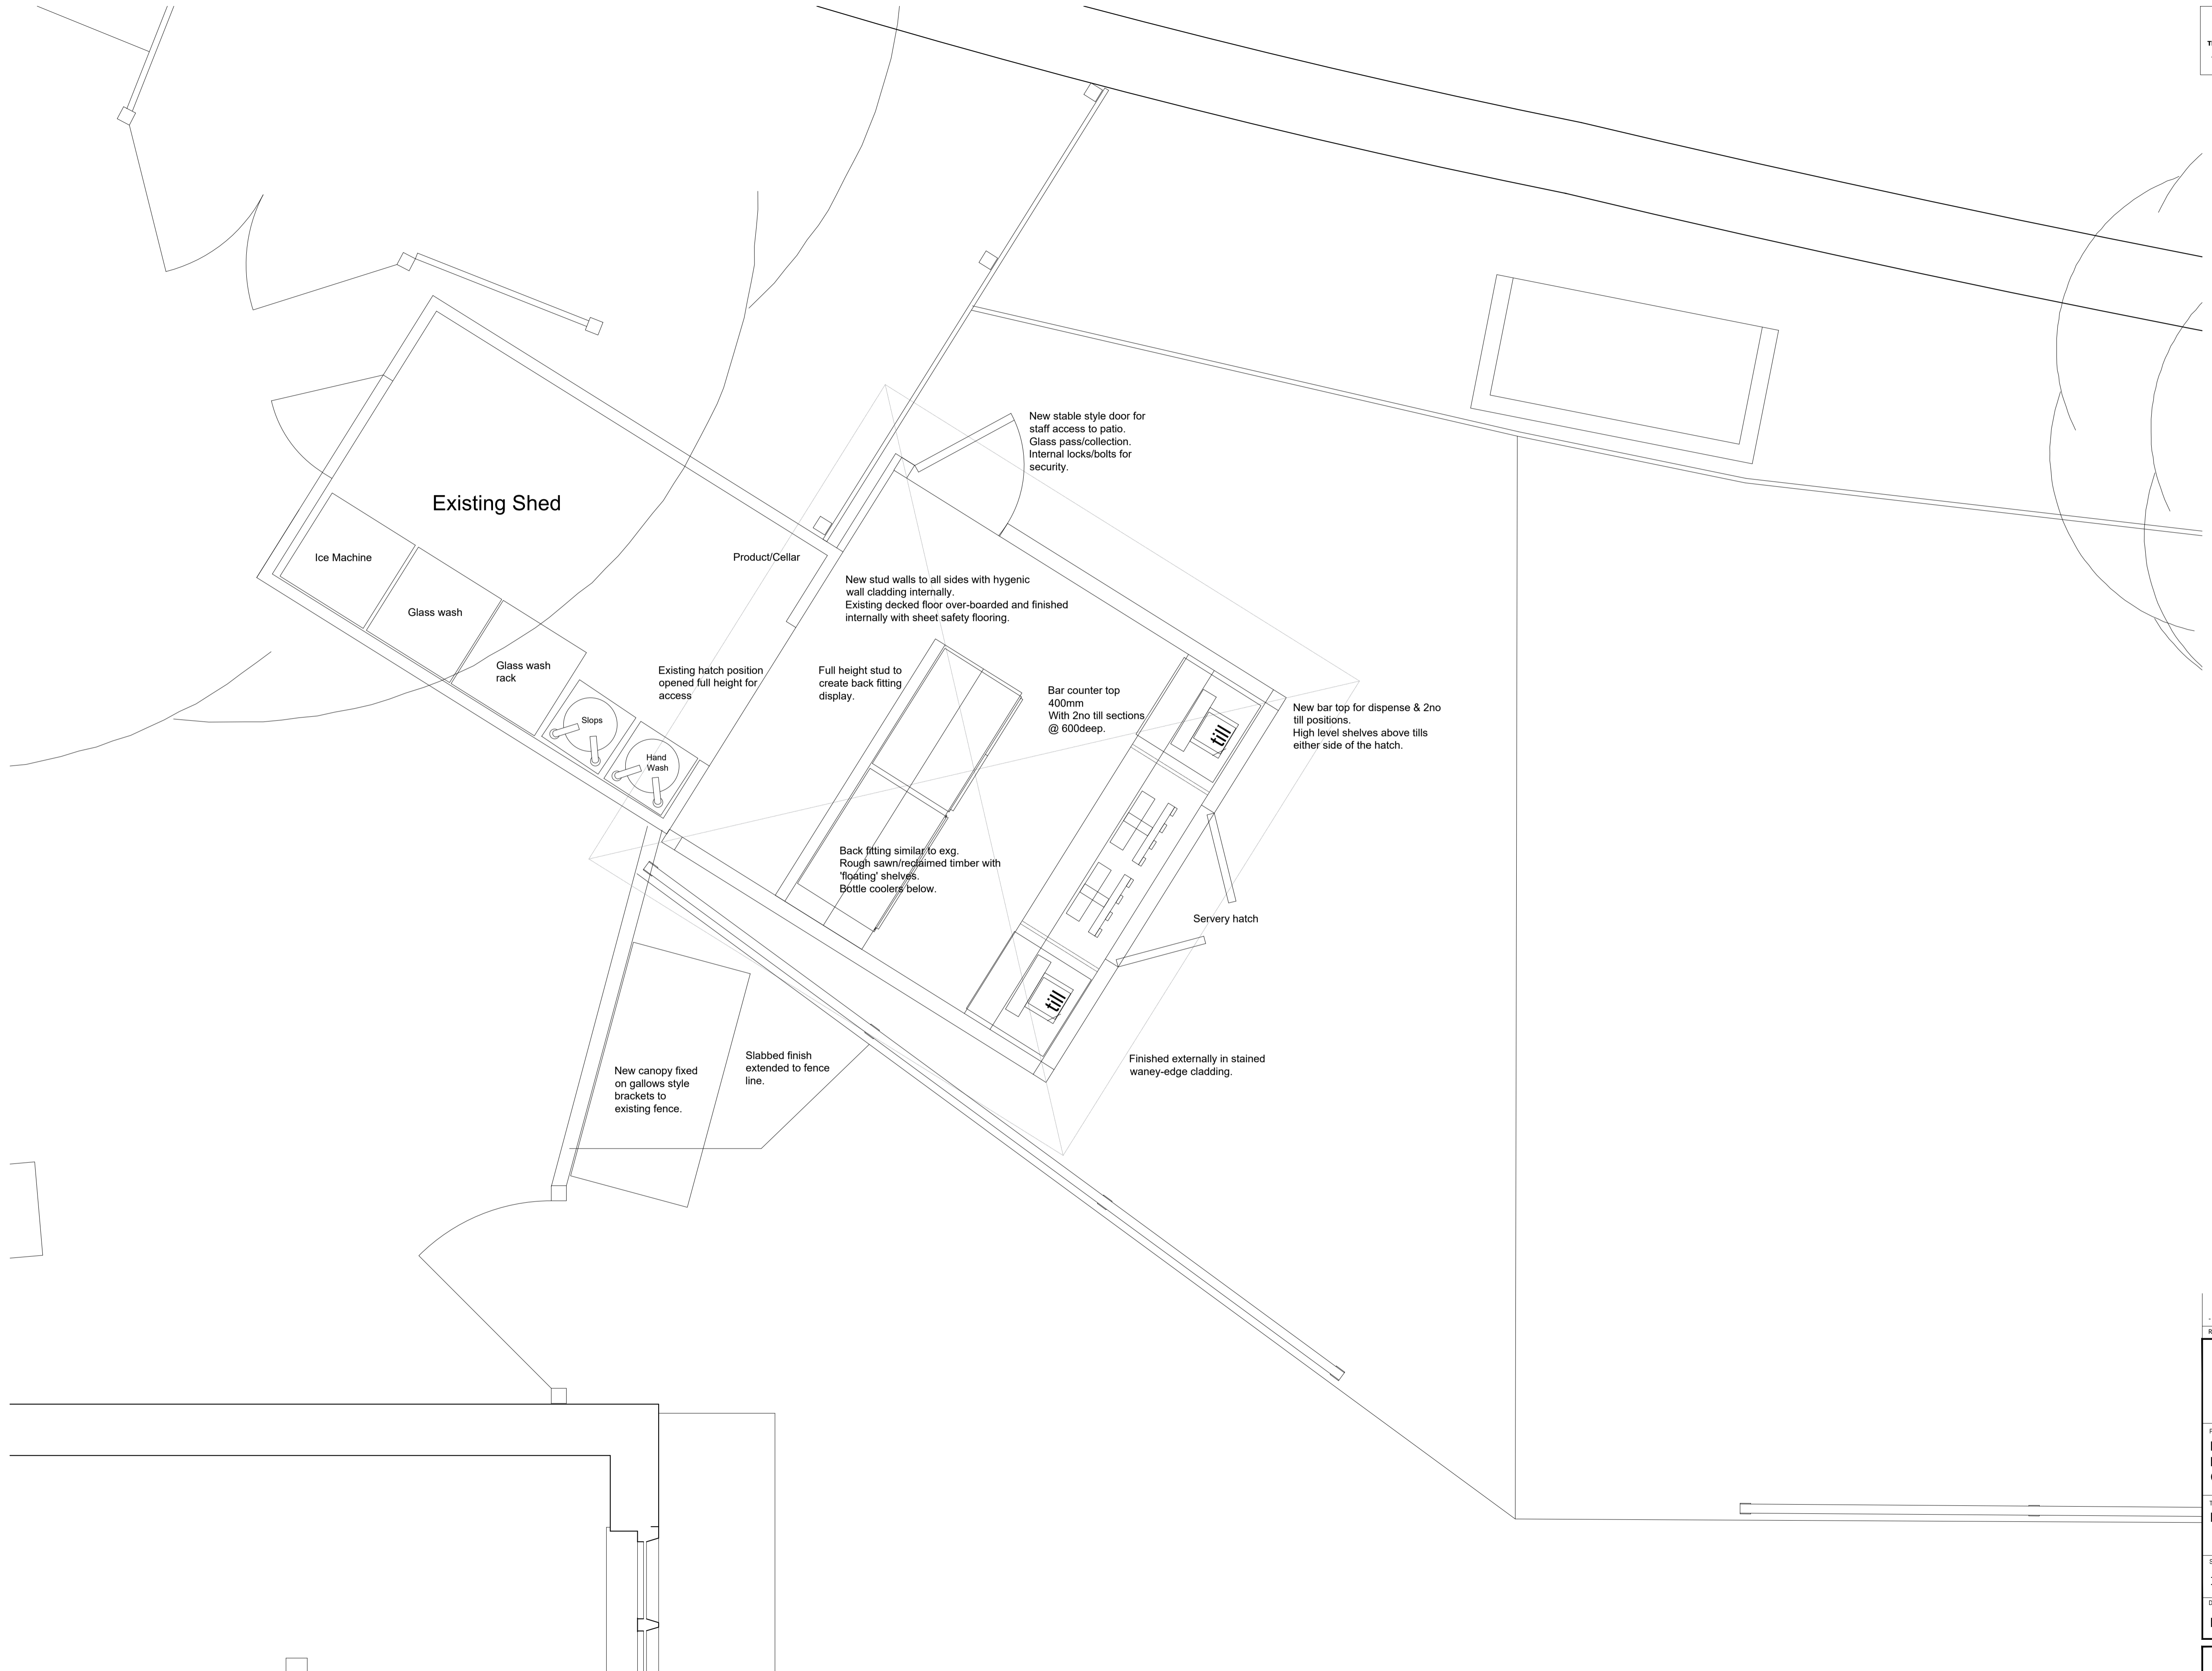 New stable style door for
staff access to patio.
Glass pass/collection.
Internal locks/bolts for
security.
Existing Shed
Ice Machine
Glass wash
Glass wash
rack
Slops
Hand
Wash
Product/Cellar
New stud walls to all sides with hygenic
wall cladding internally.
Existing decked floor over-boarded and finished
internally with sheet safety flooring.
Existing hatch position
opened full height for
access
Full height stud to
create back fitting
display.
Bar counter top
400mm
With 2no till sections
@ 600deep.
till
New bar top for dispense & 2no
till positions.
High level shelves above tills
either side of the hatch.
Back fitting similar to exg.
Rough sawn/reclaimed timber with
'floating' shelves.
Bottle coolers below.
Servery hatch
till
Finished externally in stained
waney-edge cladding.
Slabbed finish
extended to fence
line.
New canopy fixed
on gallows style
brackets to
existing fence.